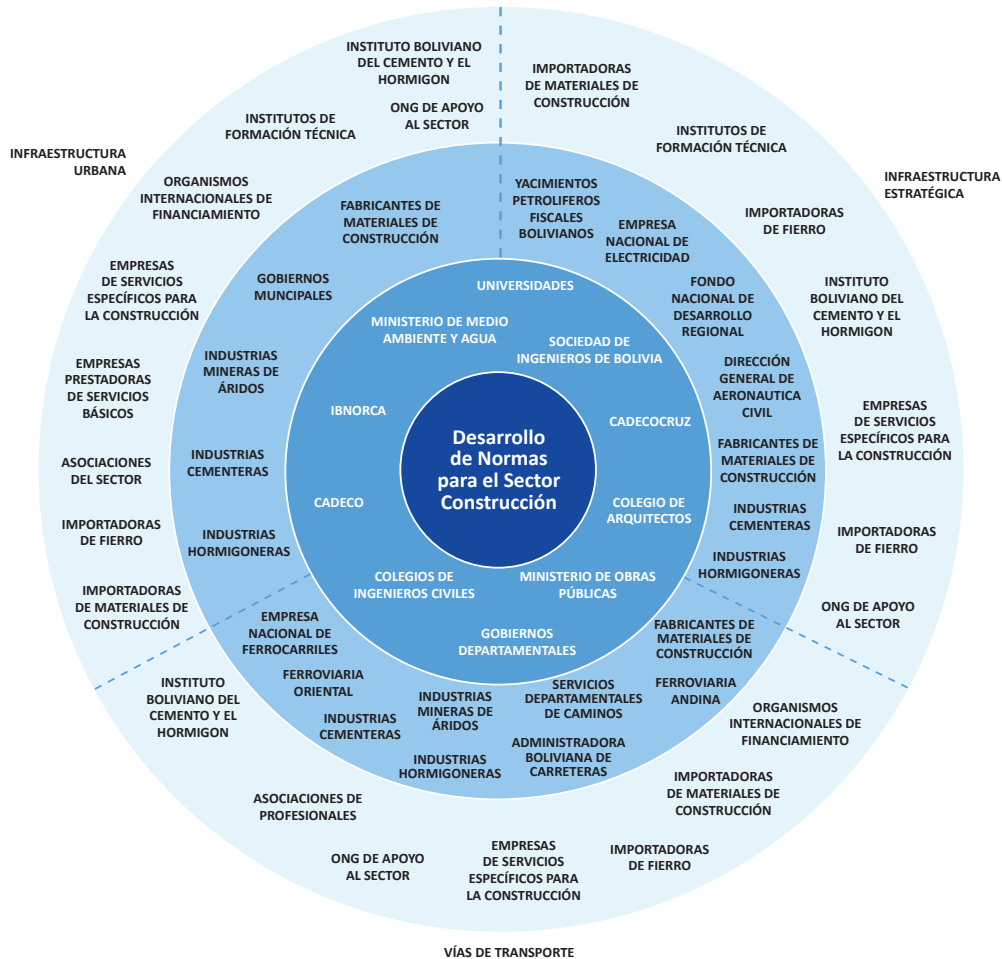 INSTITUTO BOLIVIANO
DEL CEMENTO Y EL
HORMIGON
IMPORTADORAS
DE MATERIALES DE
CONSTRUCCIÓN
ONG DE APOYO
AL SECTOR
INSTITUTOS DE
FORMACIÓN TÉCNICA
INSTITUTOS DE
FORMACIÓN TÉCNICA
INFRAESTRUCTURA
URBANA
INFRAESTRUCTURA
ESTRATÉGICA
ORGANISMOS
INTERNACIONALES DE
FINANCIAMIENTO
FABRICANTES DE
MATERIALES DE
CONSTRUCCIÓN
YACIMIENTOS
PETROLIFEROS
FISCALES
BOLIVIANOS
EMPRESA
NACIONAL DE
ELECTRICIDAD
IMPORTADORAS
DE FIERRO
EMPRESAS
DE SERVICIOS
ESPECÍFICOS PARA
LA CONSTRUCCIÓN
GOBIERNOS
MUNCIPALES
UNIVERSIDADES
FONDO
NACIONAL DE
DESARROLLO
REGIONAL
INSTITUTO
BOLIVIANO DEL
CEMENTO Y EL
HORMIGON
MINISTERIO DE MEDIO
AMBIENTE Y AGUA
SOCIEDAD DE
INGENIEROS DE BOLIVIA
EMPRESAS
PRESTADORAS
DE SERVICIOS
BÁSICOS
INDUSTRIAS
MINERAS DE
ÁRIDOS
DIRECCIÓN
GENERAL DE
AERONAUTICA
CIVIL
IBNORCA
CADECOCRUZ
EMPRESAS
DE SERVICIOS
ESPECÍFICOS PARA
LA CONSTRUCCIÓN
Desarrollo
de Normas
para el Sector
Construcción
ASOCIACIONES
DEL SECTOR
INDUSTRIAS
CEMENTERAS
FABRICANTES DE
MATERIALES DE
CONSTRUCCIÓN
CADECO
COLEGIO DE
ARQUITECTOS
INDUSTRIAS
CEMENTERAS
IMPORTADORAS
DE FIERRO
INDUSTRIAS
HORMIGONERAS
INDUSTRIAS
HORMIGONERAS
IMPORTADORAS
DE FIERRO
IMPORTADORAS
DE MATERIALES DE
CONSTRUCCIÓN
COLEGIOS DE
INGENIEROS CIVILES
MINISTERIO DE OBRAS
PÚBLICAS
ONG DE APOYO
AL SECTOR
EMPRESA
NACIONAL DE
FERROCARRILES
GOBIERNOS
DEPARTAMENTALES
FABRICANTES DE
MATERIALES DE
CONSTRUCCIÓN
INSTITUTO
BOLIVIANO DEL
CEMENTO Y EL
HORMIGON
FERROVIARIA
ORIENTAL
INDUSTRIAS
MINERAS DE
ÁRIDOS
SERVICIOS
DEPARTAMENTALES
DE CAMINOS
FERROVIARIA
ANDINA
ORGANISMOS
INTERNACIONALES DE
FINANCIAMIENTO
INDUSTRIAS
CEMENTERAS
INDUSTRIAS
HORMIGONERAS
ADMINISTRADORA
BOLIVIANA DE
CARRETERAS
IMPORTADORAS
DE MATERIALES DE
CONSTRUCCIÓN
ASOCIACIONES DE
PROFESIONALES
ONG DE APOYO
AL SECTOR
EMPRESAS
DE SERVICIOS
ESPECÍFICOS PARA
LA CONSTRUCCIÓN
IMPORTADORAS
DE FIERRO
VÍAS DE TRANSPORTE